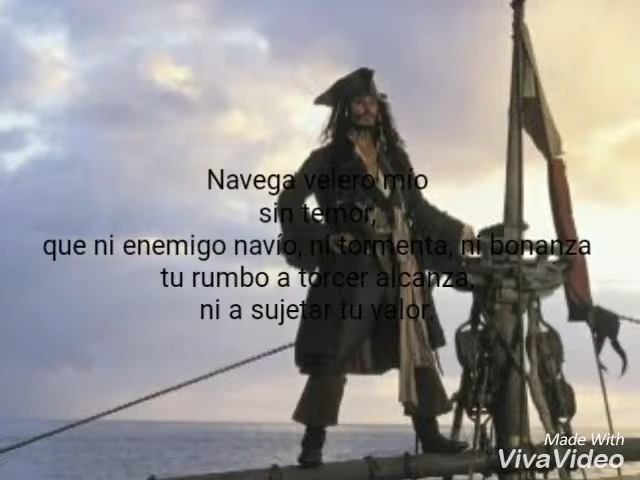 Navega velero mío
sin temor,
que ni enemigo navío, ni tormenta, ni bonanza
tu rumbo a torcer alcanza,
ni a sujetar tu valor.
Made With
VivaVideo